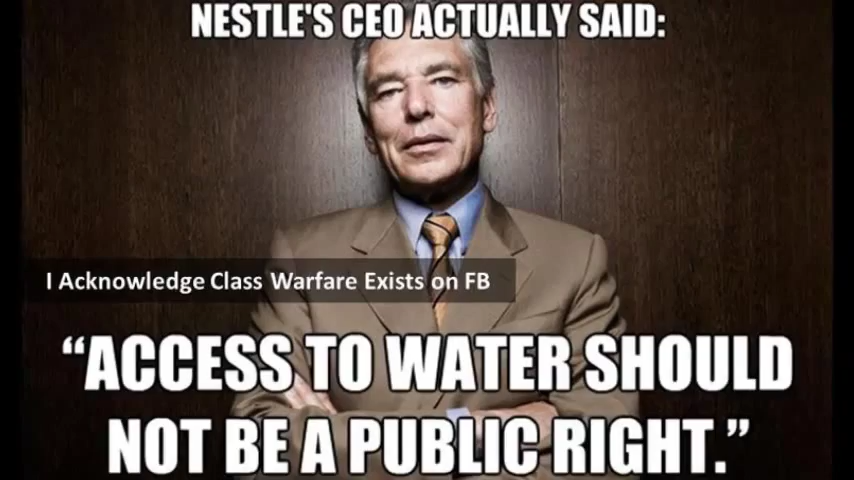 NESTLE'S CEO ACTUALLY SAID:
I Acknowledge Class Warfare Exists on FB
“ACCESS TO WATER SHOULD
NOT BE A PUBLIC RIGHT.”